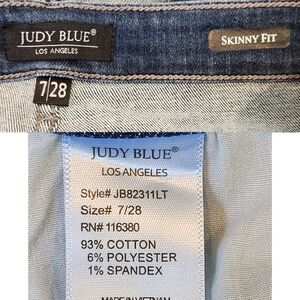 JUDY BLUE®
LOS ANGELES
SKINNY FIT
7|28
JUDY BLUE®
LOS ANGELES
Style# JB82311LT
Size# 7/28
RN# 116380
93% COTTON
6% POLYESTER
1% SPANDEX
MADE IN VIETNAM